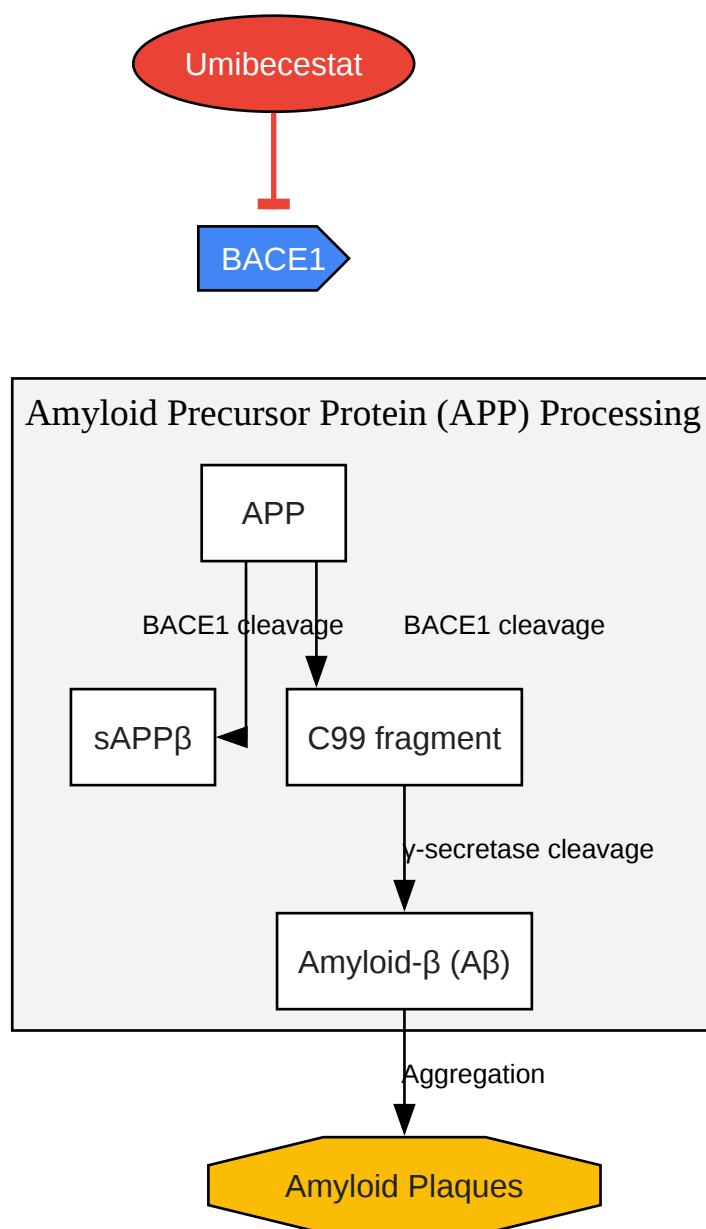 Umibecestat
BACE1
Amyloid Precursor Protein (APP) Processing
APP
BACE1 cleavage
BACE1 cleavage
sAPPβ
C99 fragment
γ-secretase cleavage
Amyloid-β (Aβ)
Aggregation
Amyloid Plaques